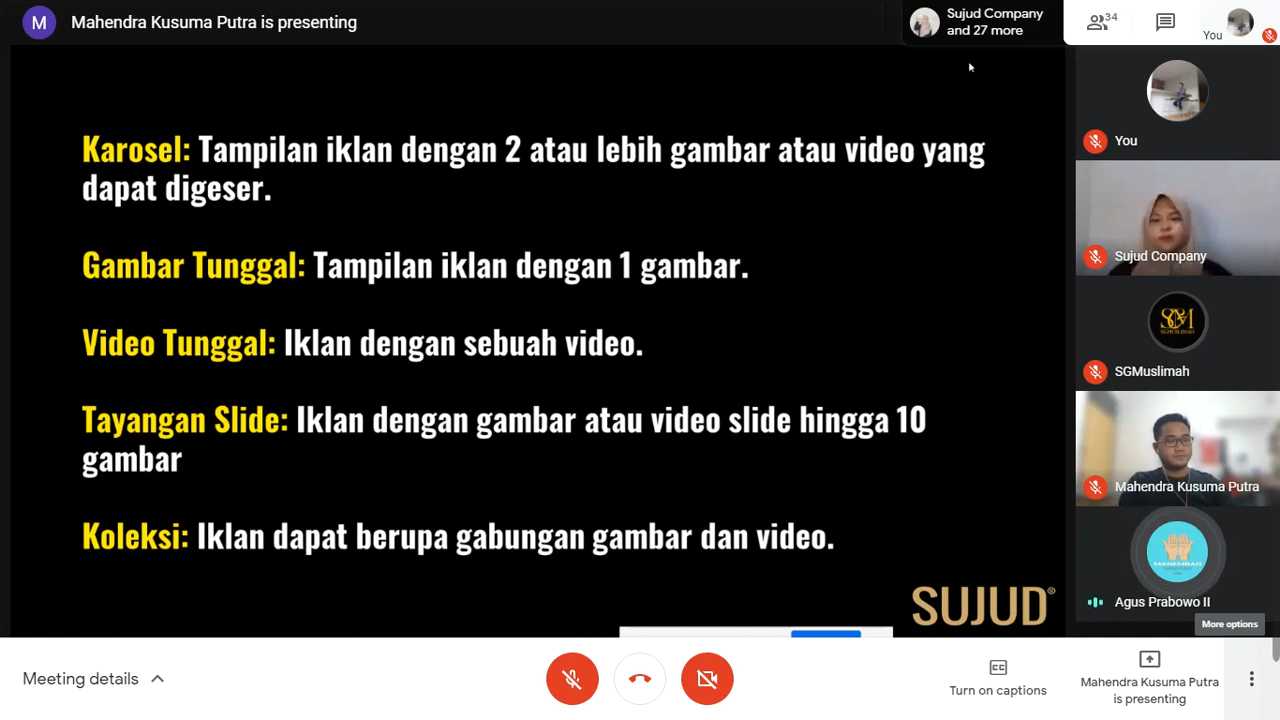 M
Mahendra Kusuma Putra is presenting
Sujud Company
and 27 more
34
You
Karosel: Tampilan iklan dengan 2 atau lebih gambar atau video yang
dapat digeser.
Gambar Tunggal: Tampilan iklan dengan 1 gambar.
Video Tunggal: Iklan dengan sebuah video.
Tayangan Slide: Iklan dengan gambar atau video slide hingga 10
gambar
Koleksi: Iklan dapat berupa gabungan gambar dan video.
SUJUD®
You
Sujud Company
SGM
SGMUSLIMAH
SGMuslimah
Mahendra Kusuma Putra
MANEMBAH
Agus Prabowo II
More options
Meeting details
CC
Turn on captions
Mahendra Kusuma Putra
is presenting